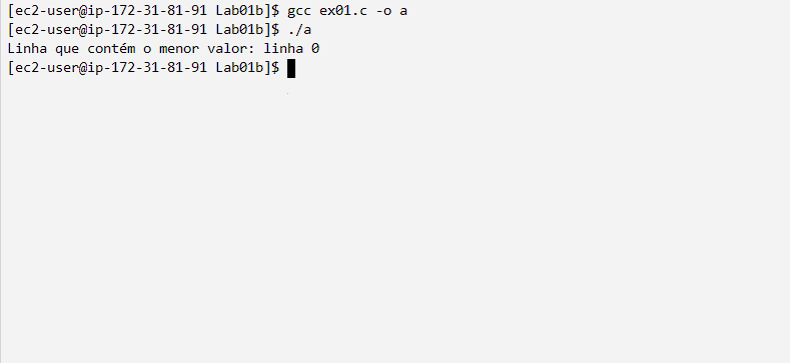 [ec2-user@ip-172-31-81-91 Lab01b]$ gcc ex01.c -o a
[ec2-user@ip-172-31-81-91 Lab01b]$ ./a
Linha que contém o menor valor: linha 0
[ec2-user@ip-172-31-81-91 Lab01b]$